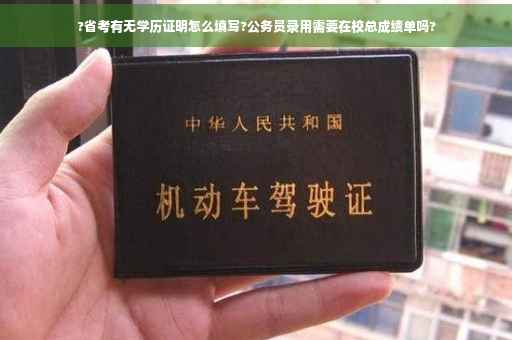 ?省考有无学历证明怎么填写?公务员录用需要在校总成绩单吗?
中华人民共和国
机动车驾驶证